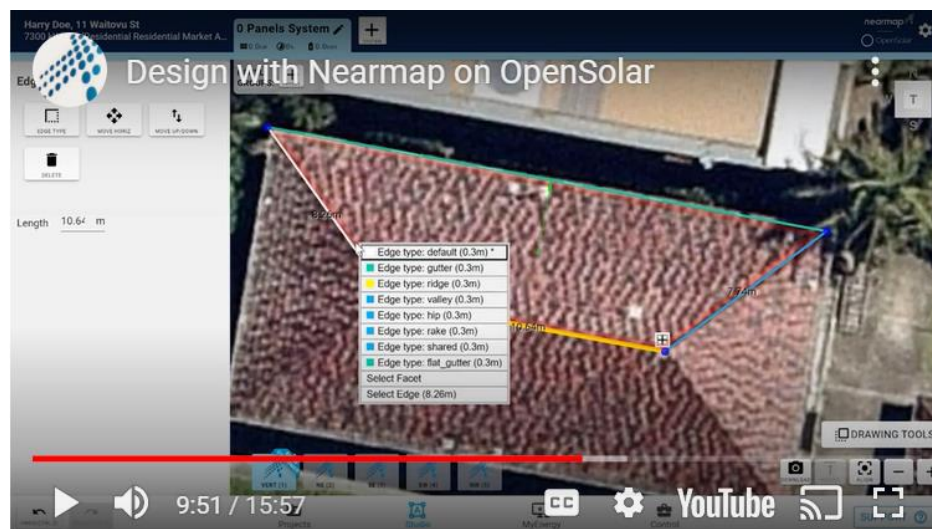 Harry Doe, 11 Waitovu St
0 Panels System
nearmap
OpenSolar
Design with Nearmap on OpenSolar
T
S
EDGE TYPE
MOVE HORIZ
MOVE UP/DOWN
DELETE
Length 10.64 m
8.26m
7.74m
10.64m
Edge type: default (0.3m) *
Edge type: gutter (0.3m)
Edge type: ridge (0.3m)
Edge type: valley (0.3m)
Edge type: hip (0.3m)
Edge type: rake (0.3m)
Edge type: shared (0.3m)
Edge type: flat_gutter (0.3m)
Select Facet
Select Edge (8.26m)
DRAWING TOOLS
DOWNLOAD
ALIGN
9:51 / 15:57
CC
YouTube
Projects
Studio
MyEnergy
Control